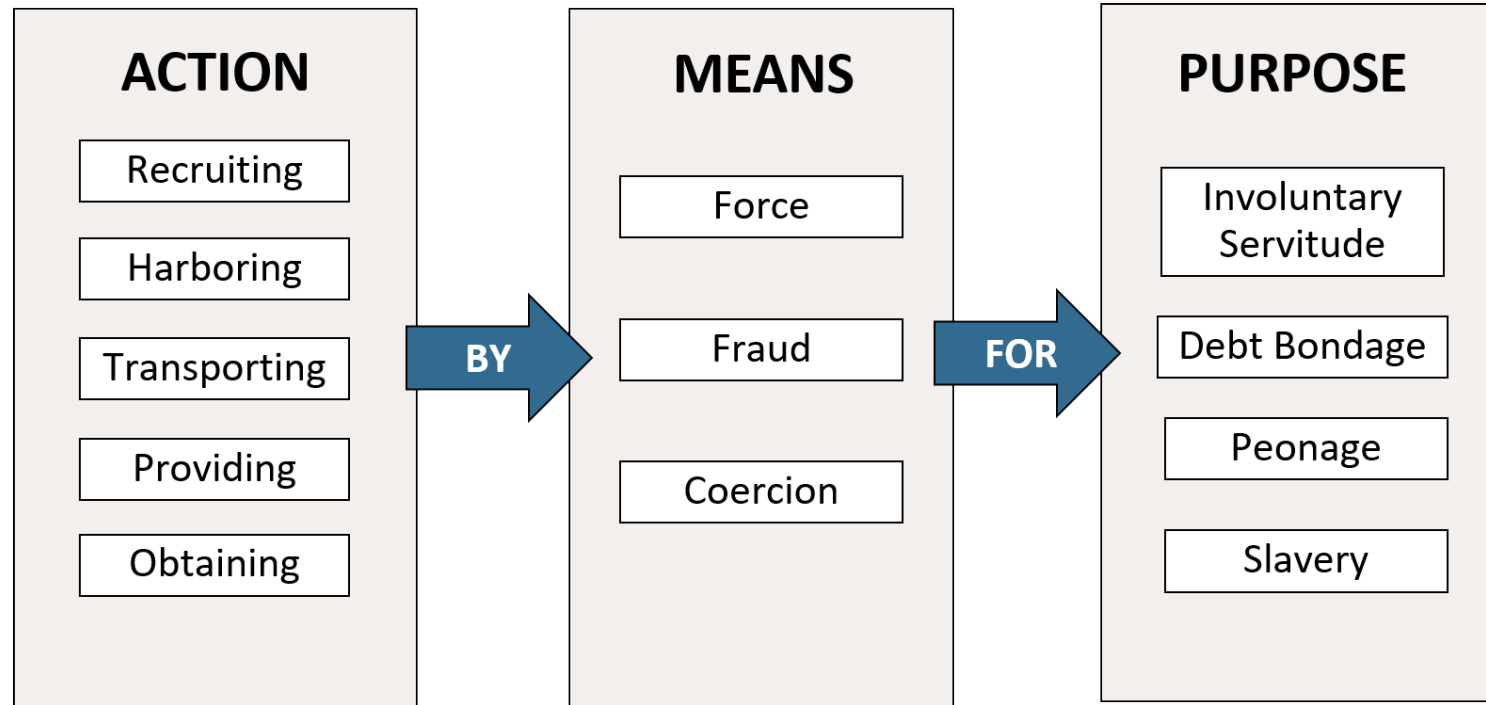 ACTION
Recruiting
Harboring
Transporting
Providing
Obtaining
BY
MEANS
Force
Fraud
Coercion
FOR
PURPOSE
Involuntary
Servitude
Debt Bondage
Peonage
Slavery